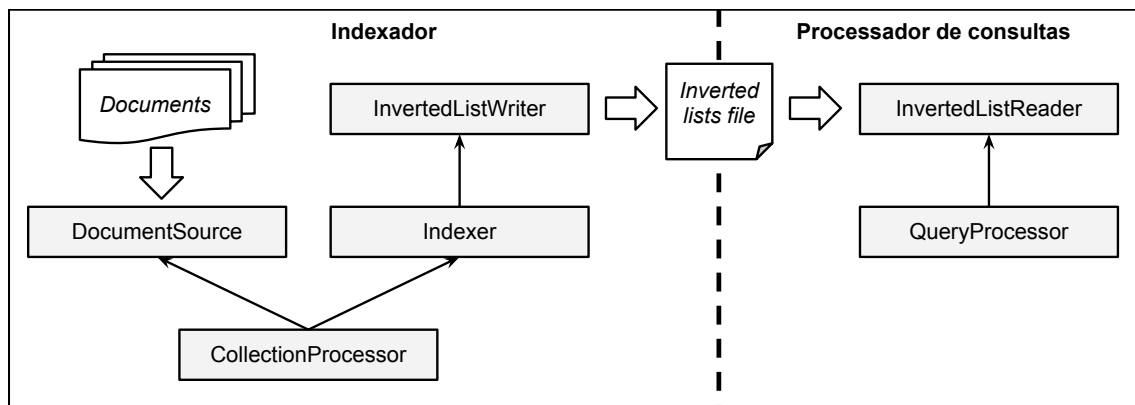 Indexador
Processador de consultas
Documents
InvertedListWriter
Inverted
lists file
InvertedListReader
DocumentSource
Indexer
QueryProcessor
CollectionProcessor